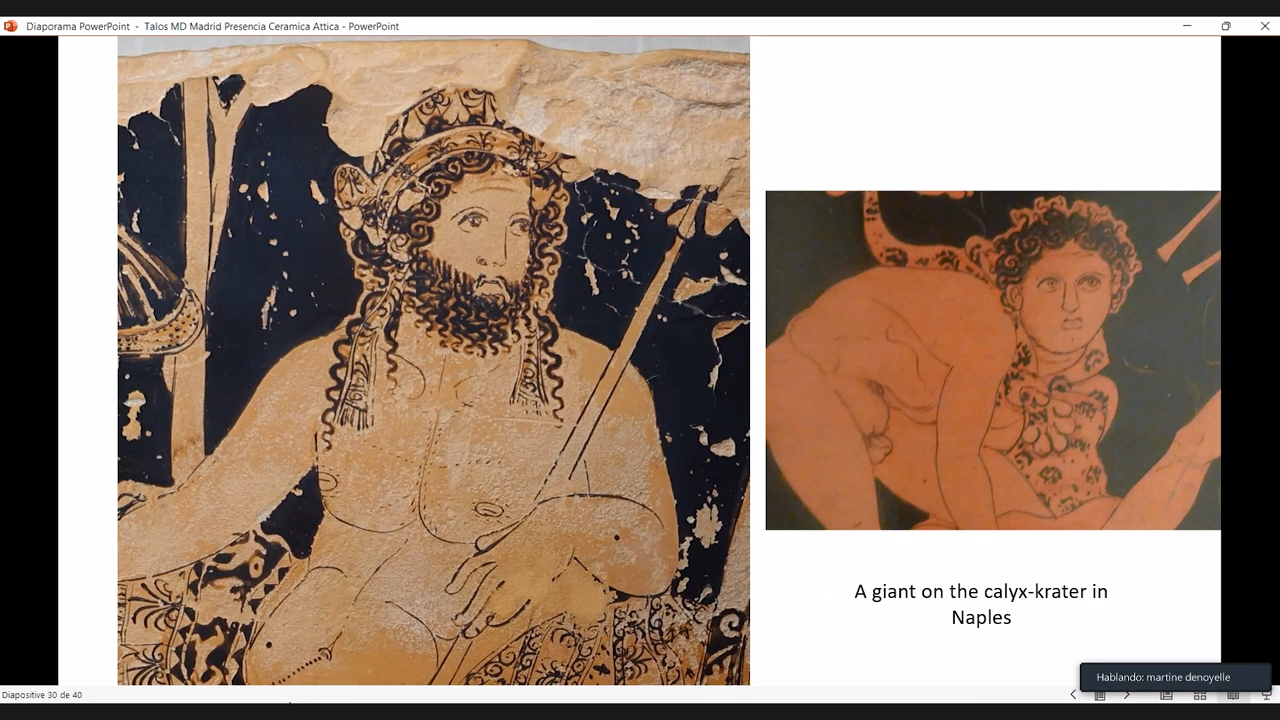 Diaporama PowerPoint - Talos MD Madrid Presencia Ceramica Attica - PowerPoint
A giant on the calyx-krater in
Naples
Hablando: martine denoyelle
Diapositive 30 de 40